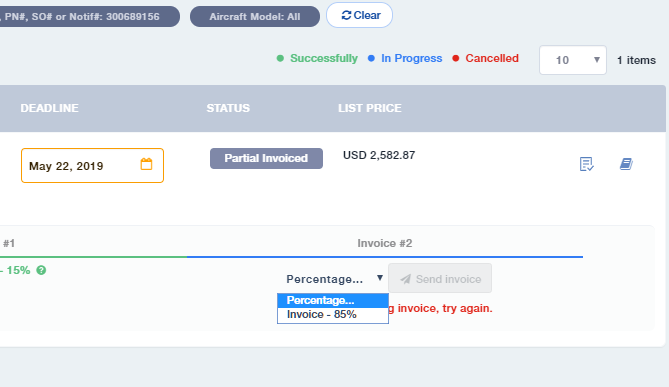 , PN#, SO# or Notif#: 300689156 Aircraft Model: All Clear
Successfully In Progress Cancelled 10 1 items
DEADLINE STATUS LIST PRICE
May 22, 2019 Partial Invoiced USD 2,582.87
#1 Invoice #2
- 15%
Percentage... Send invoice
Percentage...
Invoice - 85%
g invoice, try again.